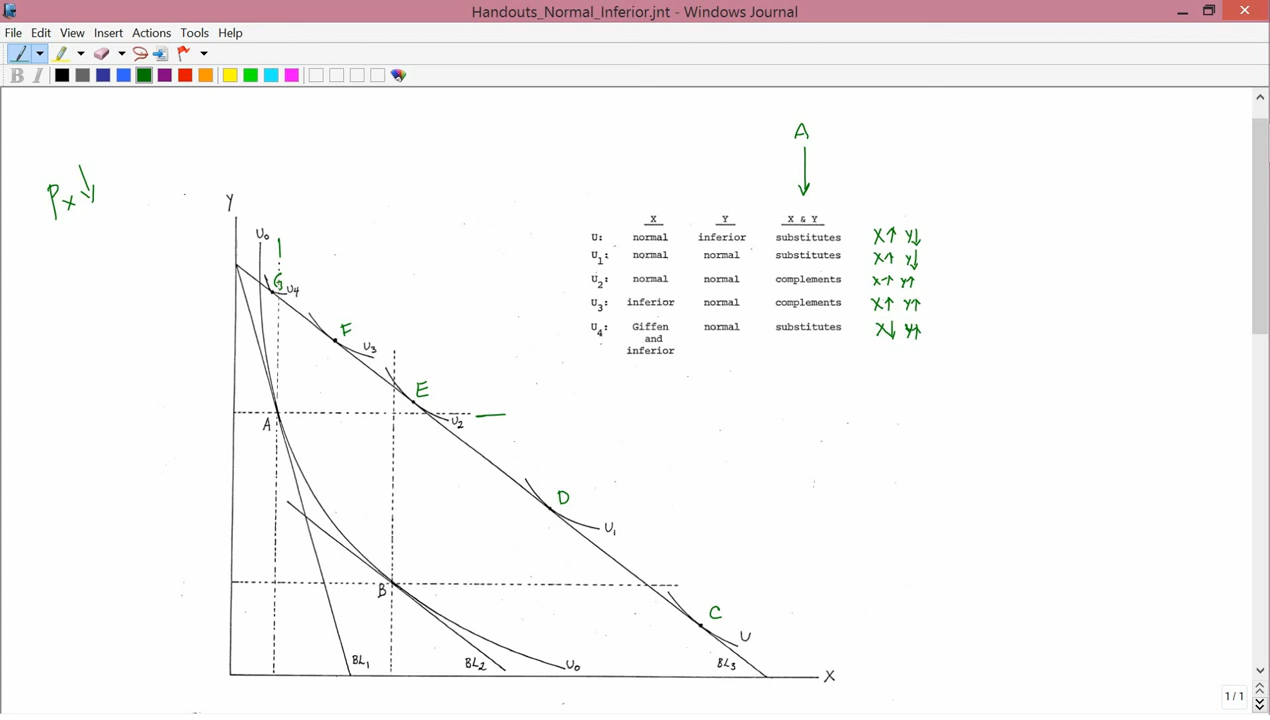 Handouts_Normal_Inferior.jnt - Windows Journal
File Edit View Insert Actions Tools Help
B I
A
Px ↓
X Y X & Y
U: normal inferior substitutes X↑ Y↓
U1: normal normal substitutes X↑ Y↓
U2: normal normal complements X↑ Y↑
U3: inferior normal complements X↑ Y↑
U4: Giffen and inferior normal substitutes X↓ Y↑
Y
U0
G
U4
F
U3
E
U2
A
D
U1
B
C
U
BL1
BL2
U0
BL3
X
1 / 1